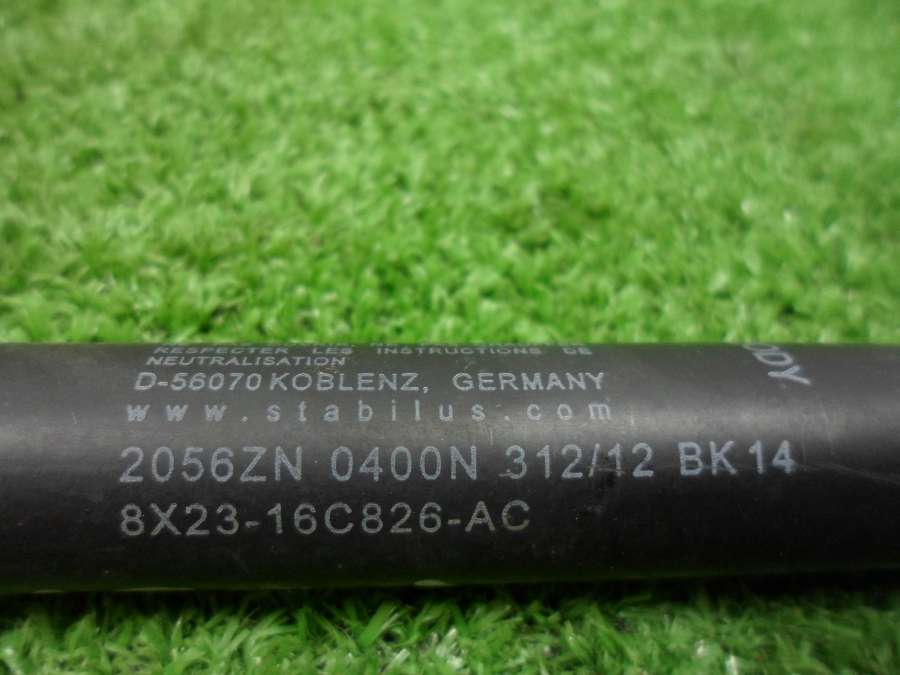 RESPECTER LES INSTRUCTIONS DE
NEUTRALISATION
D-56070 KOBLENZ, GERMANY
www.stabilus.com
2056ZN 0400N 312/12 BK14
8X23-16C826-AC